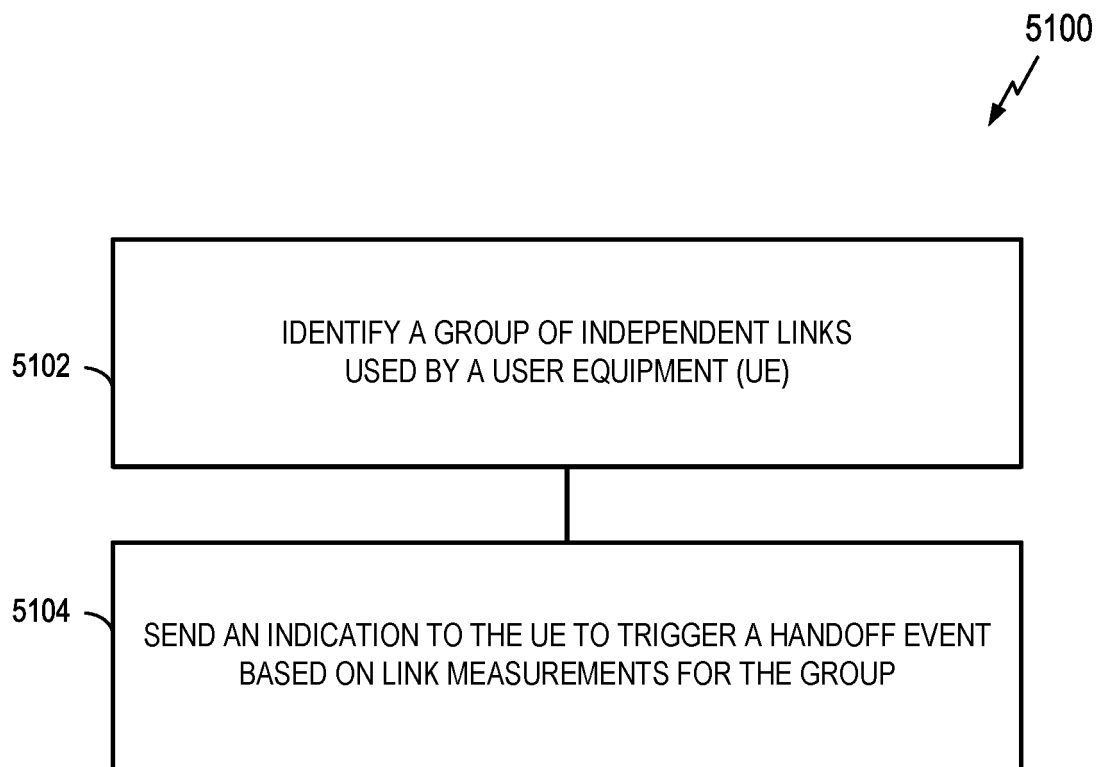 5100
5102
IDENTIFY A GROUP OF INDEPENDENT LINKS
USED BY A USER EQUIPMENT (UE)
5104
SEND AN INDICATION TO THE UE TO TRIGGER A HANDOFF EVENT
BASED ON LINK MEASUREMENTS FOR THE GROUP